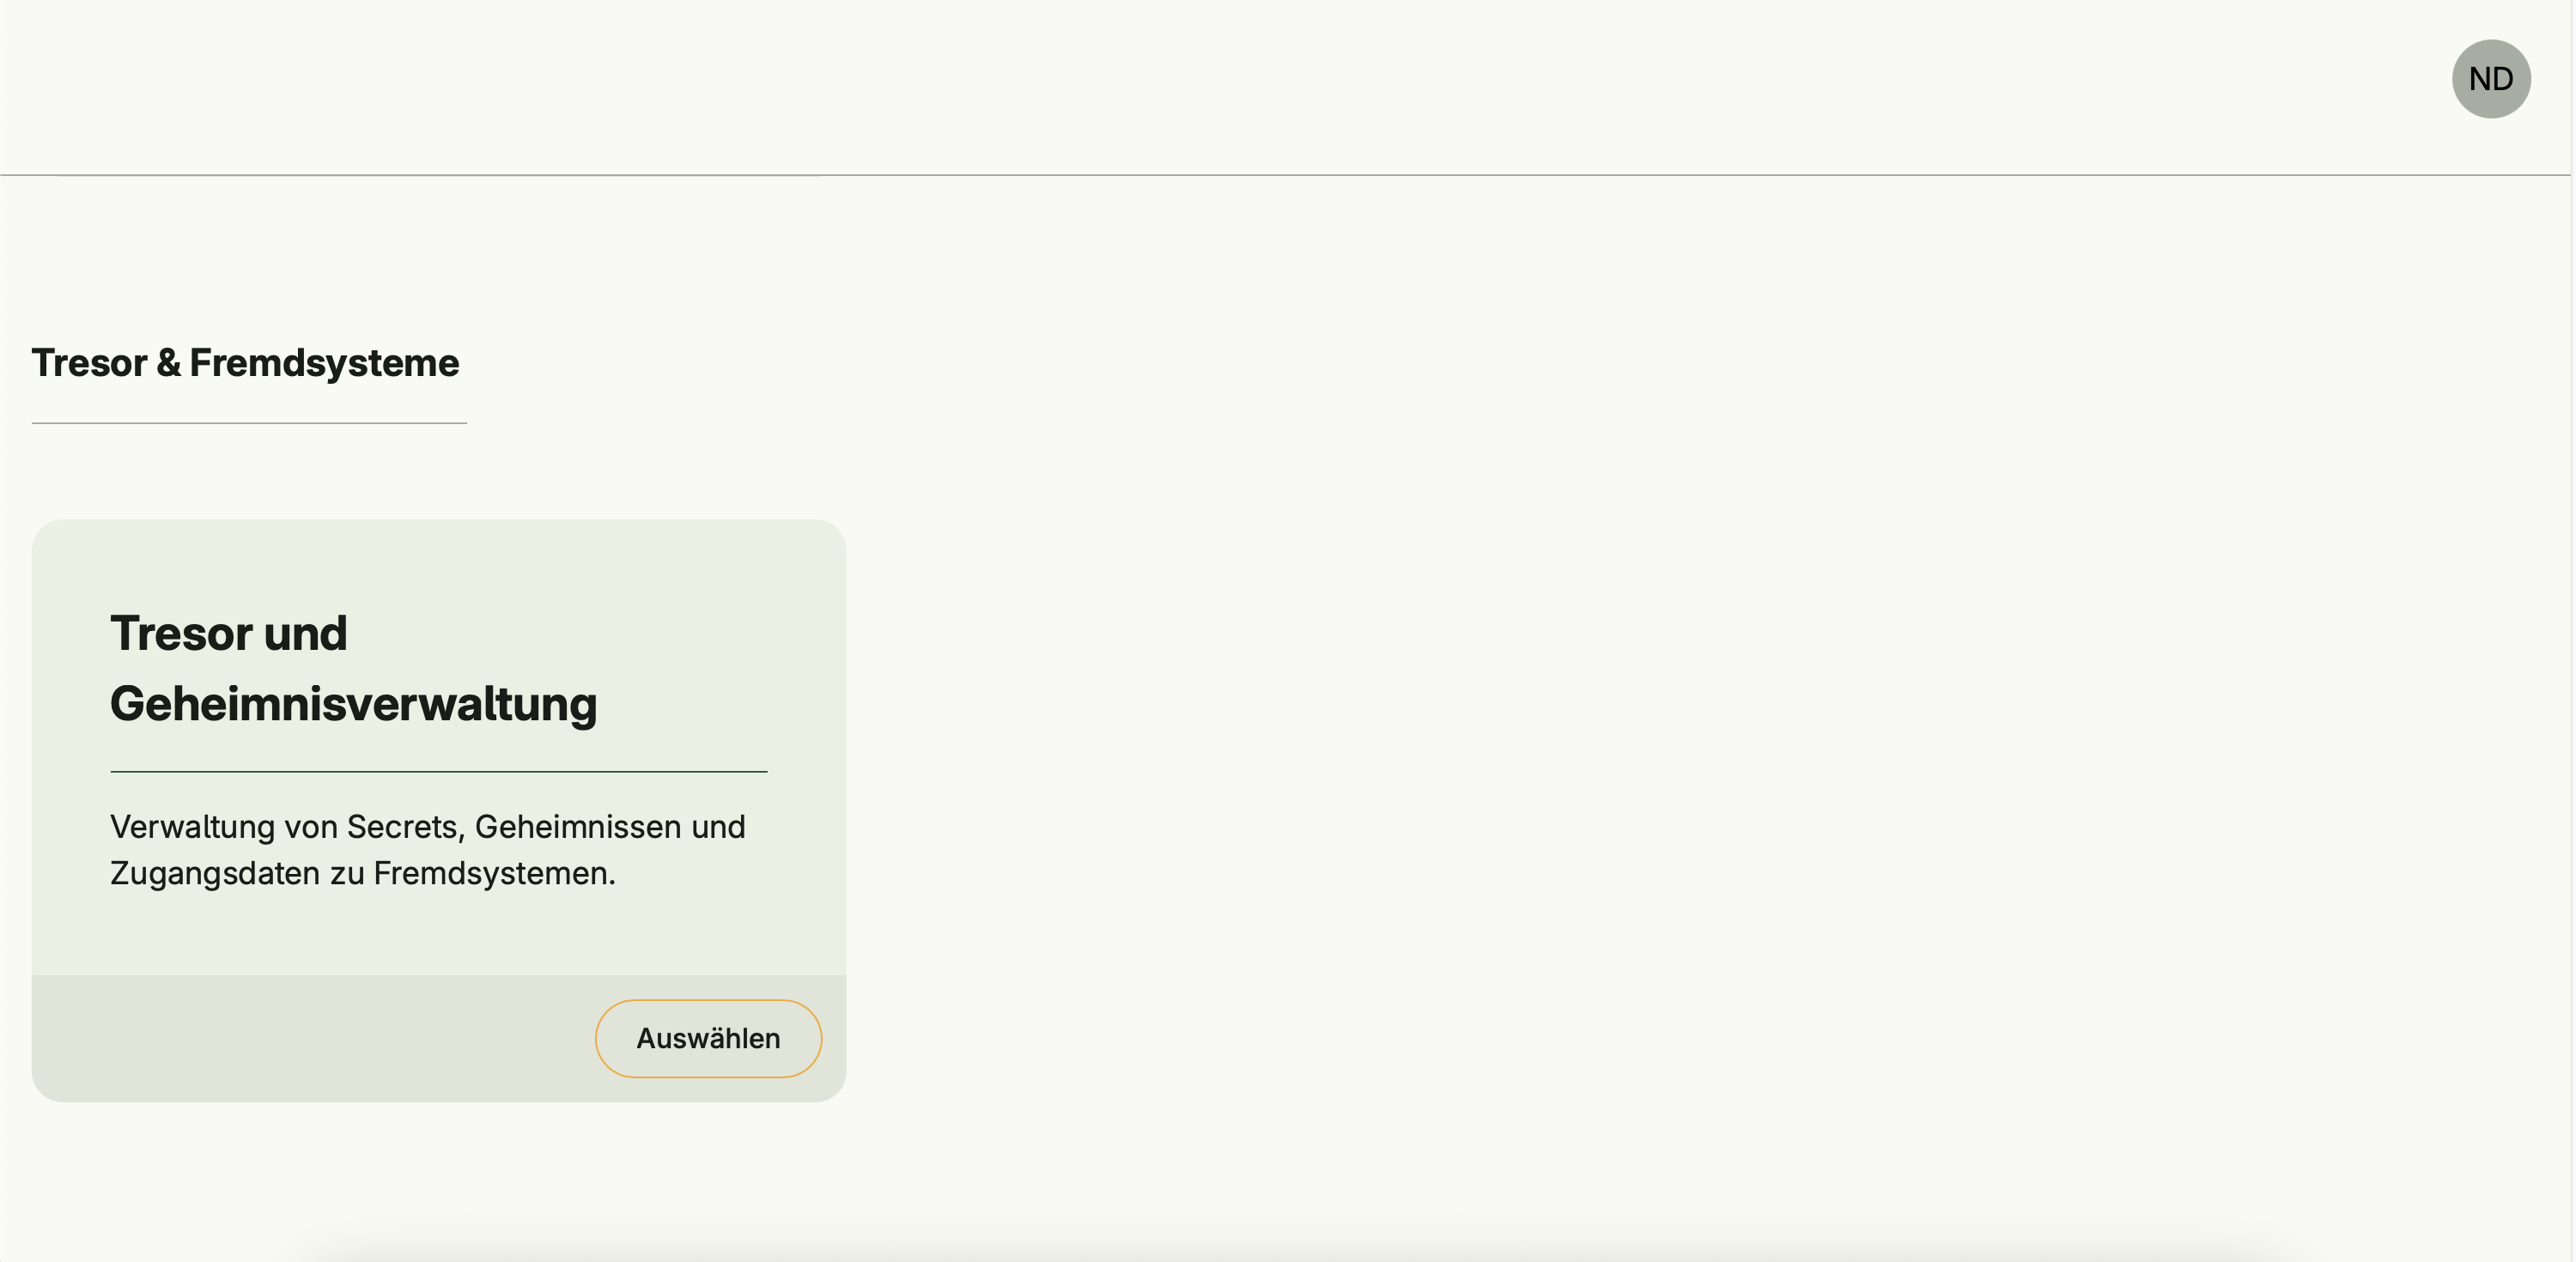 ND
Tresor & Fremdsysteme
Tresor und
Geheimnisverwaltung
Verwaltung von Secrets, Geheimnissen und
Zugangsdaten zu Fremdsystemen.
Auswählen